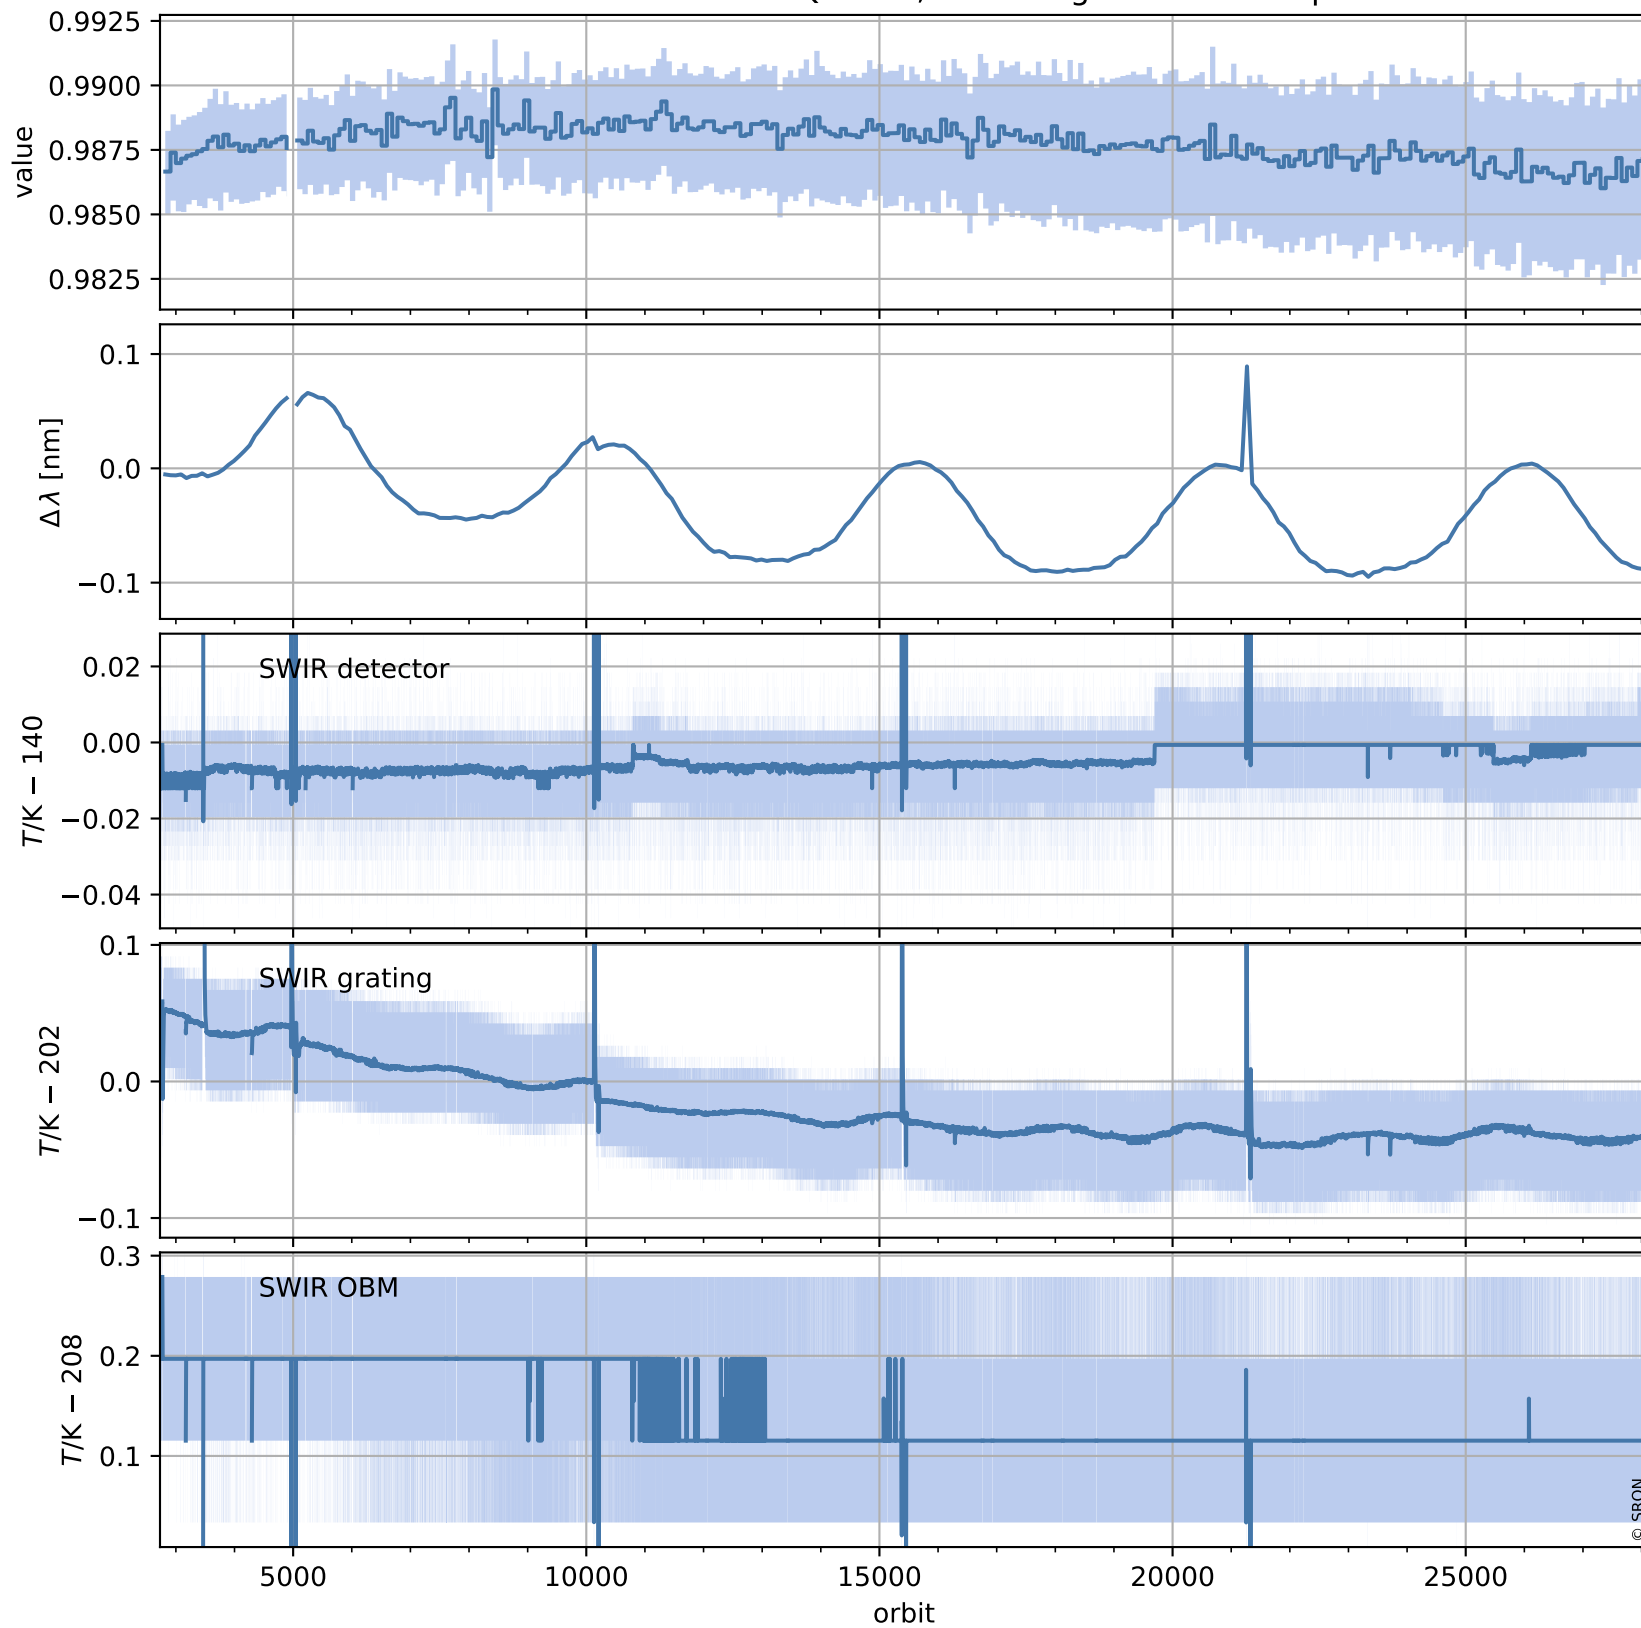 0.9925
0.9900
0.9875
0.9850
0.9825
value
0.1
0.0
−0.1
Δλ [nm]
SWIR detector
0.02
0.00
−0.02
−0.04
T/K − 140
SWIR grating
0.1
0.0
−0.1
T/K − 202
SWIR OBM
0.3
0.2
0.1
T/K − 208
© SRON
5000 10000 15000 20000 25000
orbit